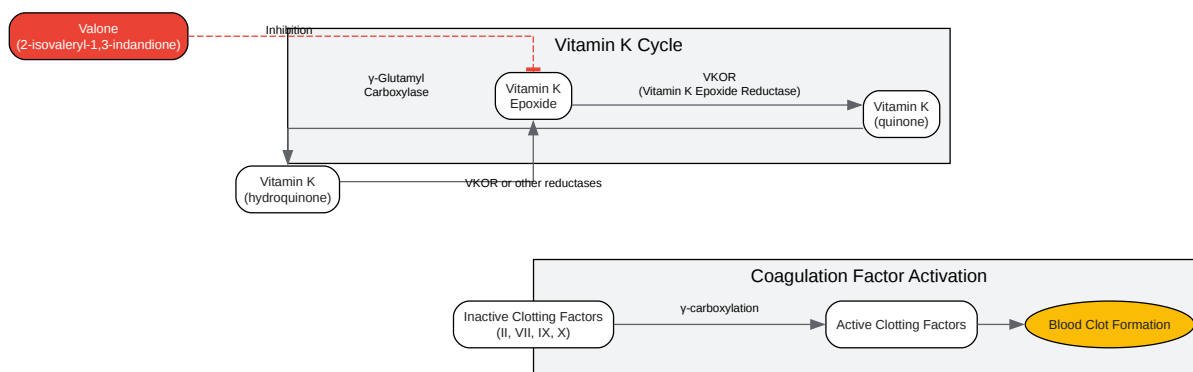 Valone
(2-isovaleryl-1,3-indandione)
Inhibition
Vitamin K Cycle
γ-Glutamyl
Carboxylase
Vitamin K
Epoxide
VKOR
(Vitamin K Epoxide Reductase)
Vitamin K
(quinone)
Vitamin K
(hydroquinone)
VKOR or other reductases
Coagulation Factor Activation
Inactive Clotting Factors
(II, VII, IX, X)
γ-carboxylation
Active Clotting Factors
Blood Clot Formation